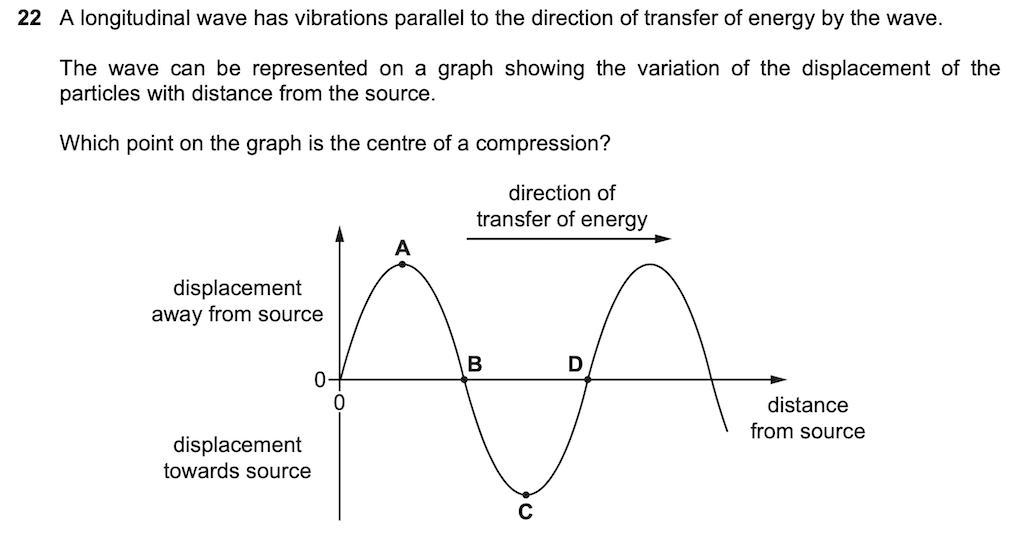 22 A longitudinal wave has vibrations parallel to the direction of transfer of energy by the wave.
The wave can be represented on a graph showing the variation of the displacement of the
particles with distance from the source.
Which point on the graph is the centre of a compression?
direction of
transfer of energy
A
displacement
away from source
B
D
0
0
distance
from source
displacement
towards source
C